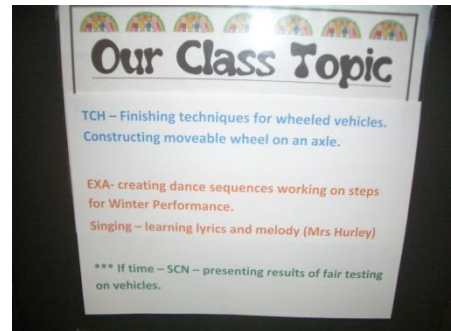 Our Class Topic
TCH – Finishing techniques for wheeled vehicles.
Constructing moveable wheel on an axle.
EXA- creating dance sequences working on steps
for Winter Performance.
Singing – learning lyrics and melody (Mrs Hurley)
*** If time – SCN – presenting results of fair testing
on vehicles.